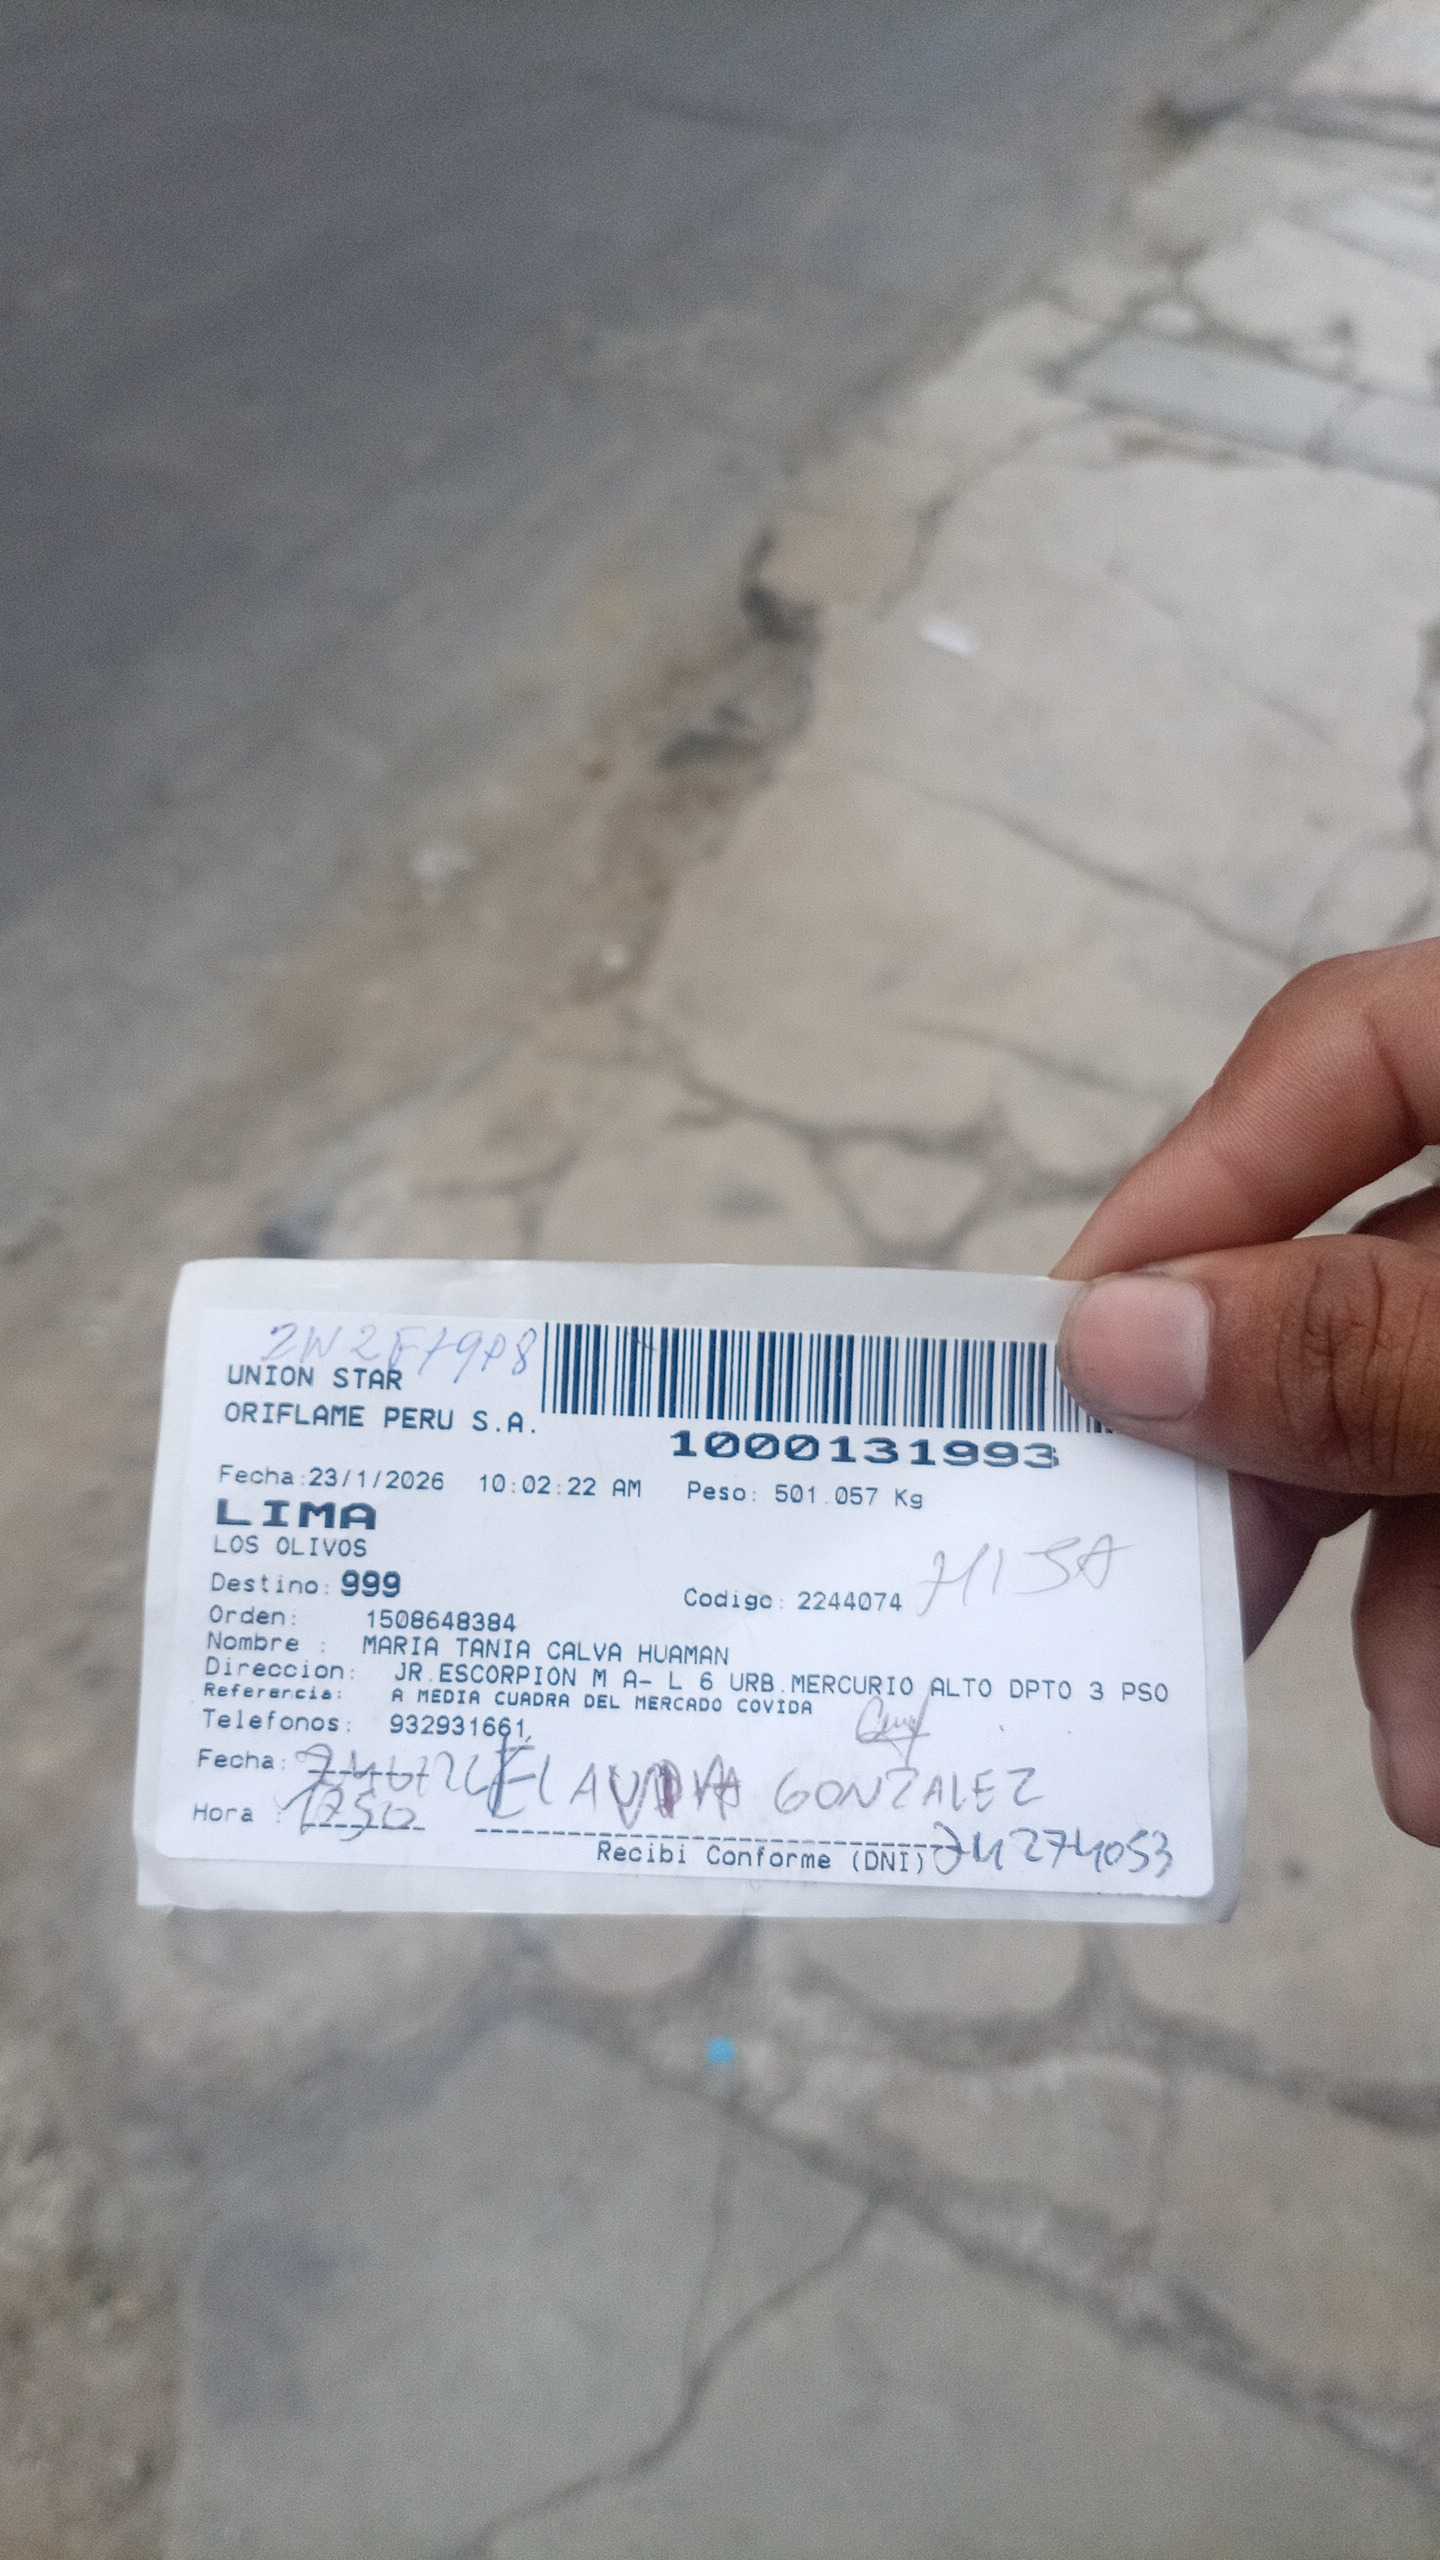 UNION STAR
ORIFLAME PERU S.A.
1000131993
Fecha:23/1/2026 10:02:22 AM Peso: 501.057 Kg
LIMA
LOS OLIVOS
Destino: 999
Codigo: 2244074 HIJA
Orden: 1508648384
Nombre : MARIA TANIA CALVA HUAMAN
Direccion: JR.ESCORPION M A- L 6 URB.MERCURIO ALTO DPTO 3 PSO
Referencia: A MEDIA CUADRA DEL MERCADO COVIDA
Telefonos: 932931661,
Fecha: GONZALEZ
Hora : 1750
Recibi Conforme (DNI) 74274053